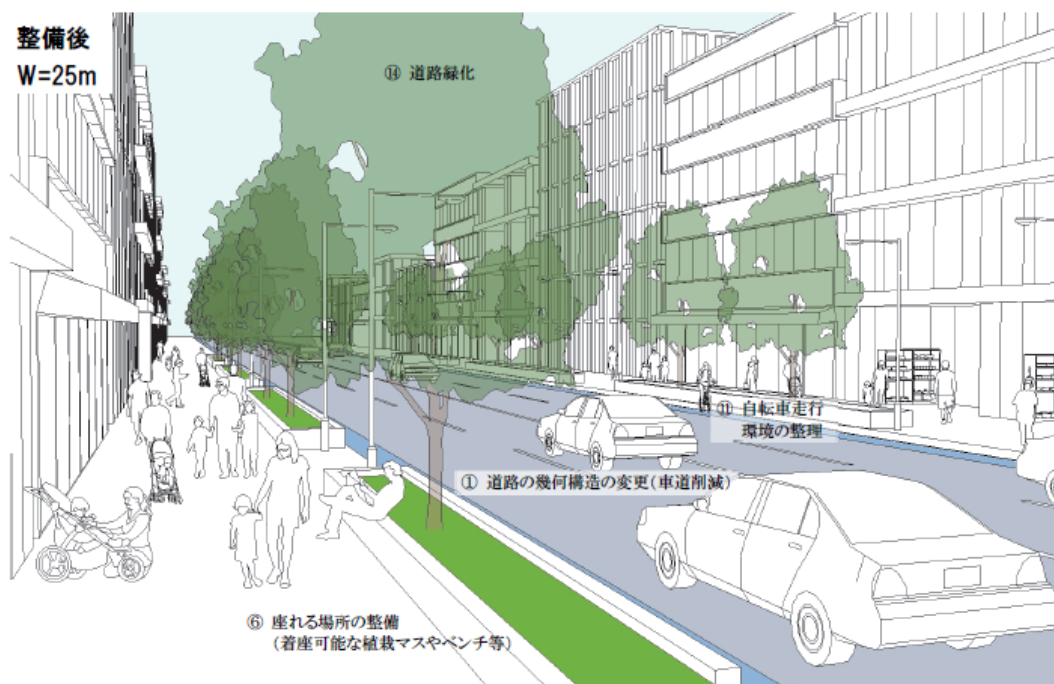 整備後
W=25m
⑭ 道路緑化
⑪ 自転車走行
環境の整理
① 道路の幾何構造の変更(車道削減)
⑥ 座れる場所の整備
(着座可能な植栽マスやベンチ等)